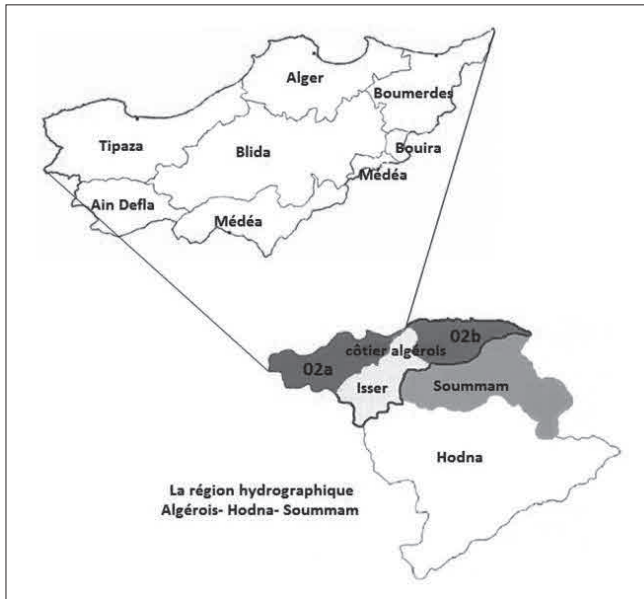 Alger
Boumerdes
Tipaza
Blida
Bouira
Médéa
Ain Defla
Médéa
02b
côtier algérois
02a
Isser
Soummam
Hodna
La région hydrographique
Algérois- Hodna- Soummam